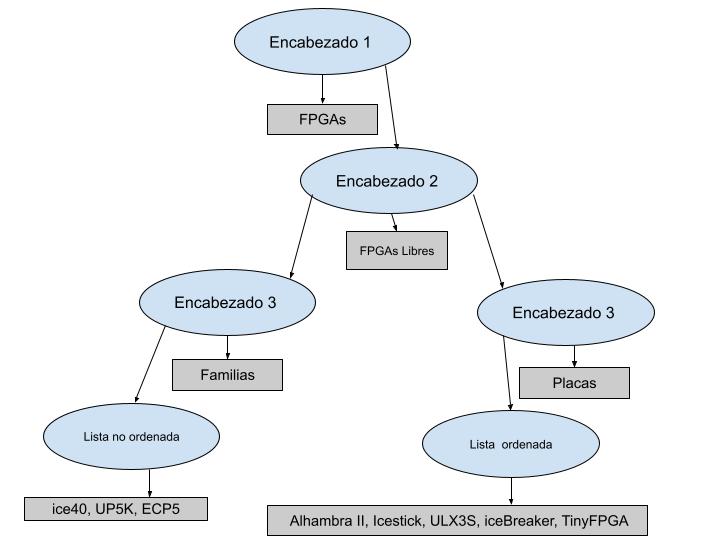 Encabezado 1
FPGAs
Encabezado 2
FPGAs Libres
Encabezado 3
Encabezado 3
Familias
Placas
Lista no ordenada
Lista ordenada
ice40, UP5K, ECP5
Alhambra II, Icestick, ULX3S, iceBreaker, TinyFPGA